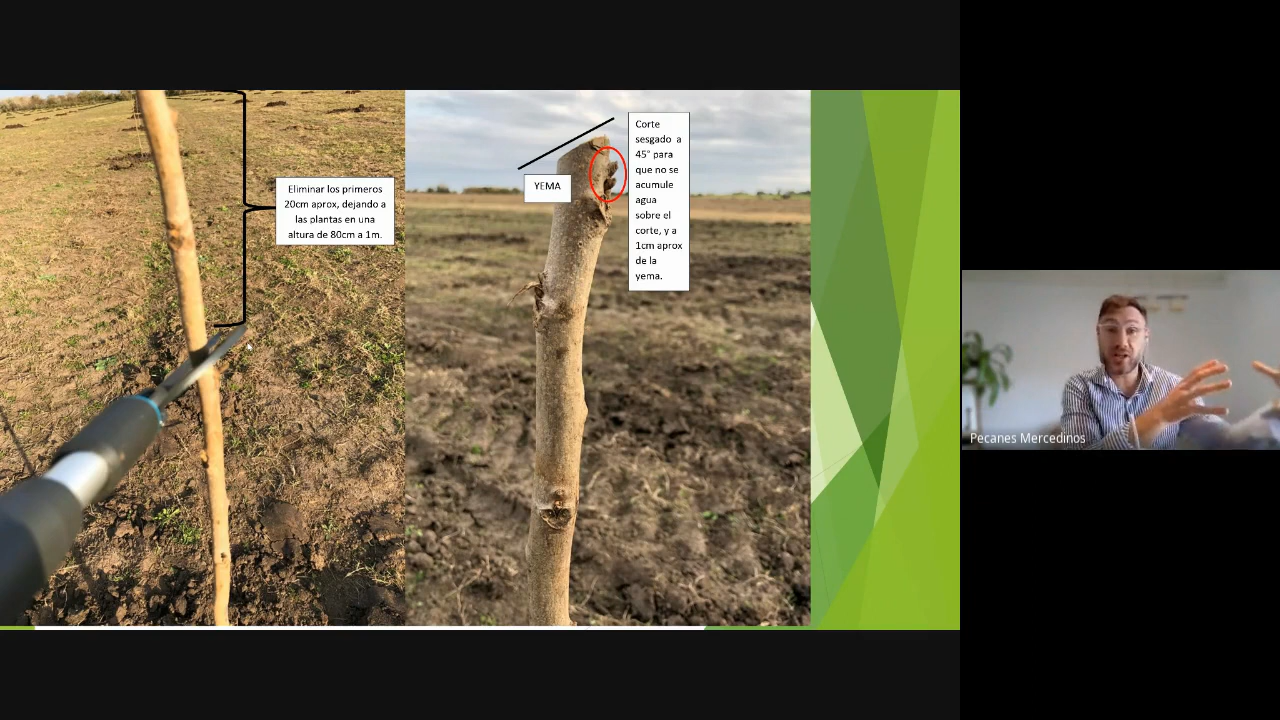 Eliminar los primeros
20cm aprox, dejando a
las plantas en una
altura de 80cm a 1m.
YEMA
Corte
sesgado a
45° para
que no se
acumule
agua
sobre el
corte, y a
1cm aprox
de la
yema.
Pecanes Mercedinos